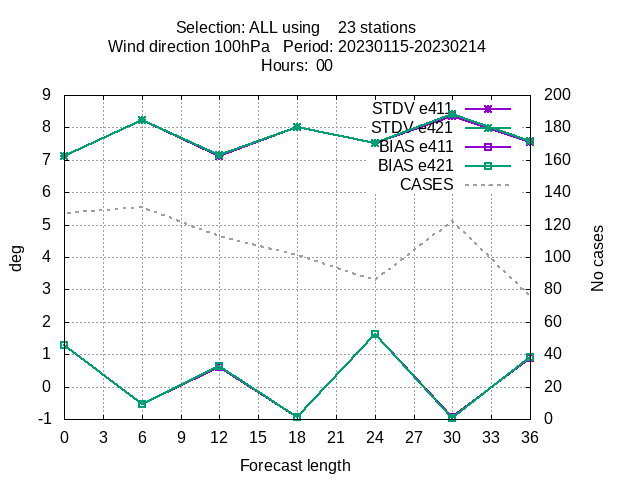 Selection: ALL using 23 stations
Wind direction 100hPa Period: 20230115-20230214
Hours: 00
9 200
8 180
7 160
6 140
5 120
4 100
3 80
2 60
1 40
0 20
-1 0
STDV e411
STDV e421
BIAS e411
BIAS e421
CASES
deg
No cases
0 3 6 9 12 15 18 21 24 27 30 33 36
Forecast length